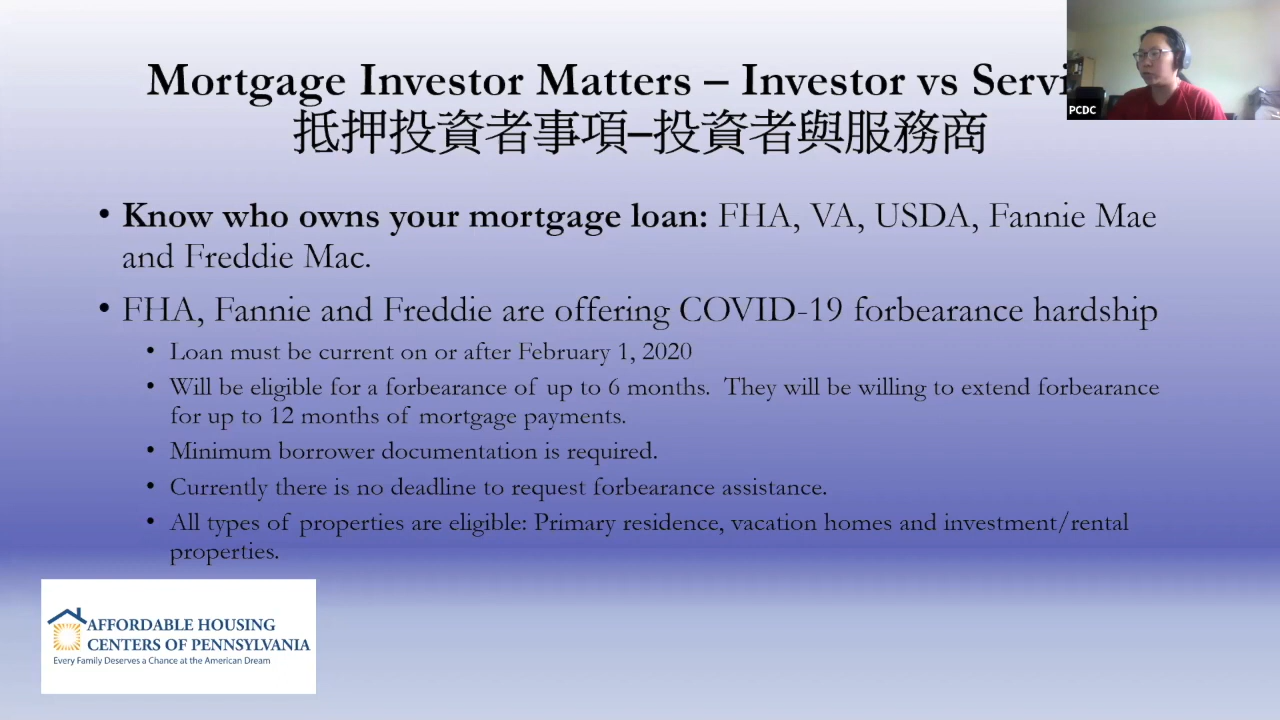 Mortgage Investor Matters – Investor vs Servi
抵押投資者事項–投資者與服務商
PCDC
• Know who owns your mortgage loan: FHA, VA, USDA, Fannie Mae
and Freddie Mac.
• FHA, Fannie and Freddie are offering COVID-19 forbearance hardship
• Loan must be current on or after February 1, 2020
• Will be eligible for a forbearance of up to 6 months. They will be willing to extend forbearance
for up to 12 months of mortgage payments.
• Minimum borrower documentation is required.
• Currently there is no deadline to request forbearance assistance.
• All types of properties are eligible: Primary residence, vacation homes and investment/rental
properties.
AFFORDABLE HOUSING
CENTERS OF PENNSYLVANIA
Every Family Deserves a Chance at the American Dream